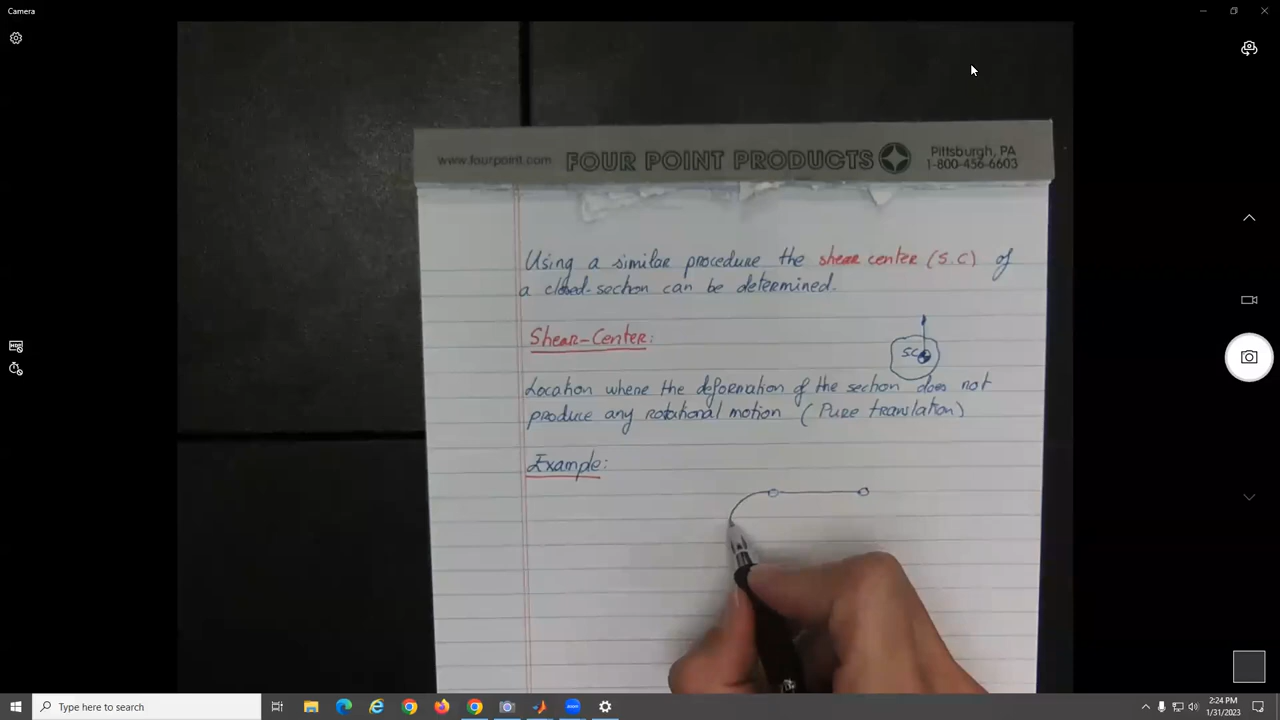 Camera
www.fourpoint.com FOUR POINT PRODUCTS Pittsburgh, PA
1-800-456-6603
Using a similar procedure the shear center (S.C) of
a closed-section can be determined.
Shear-Center:
S.C
Location where the deformation of the section does not
produce any rotational motion (Pure translation)
Example:
Type here to search
2:24 PM
1/31/2023